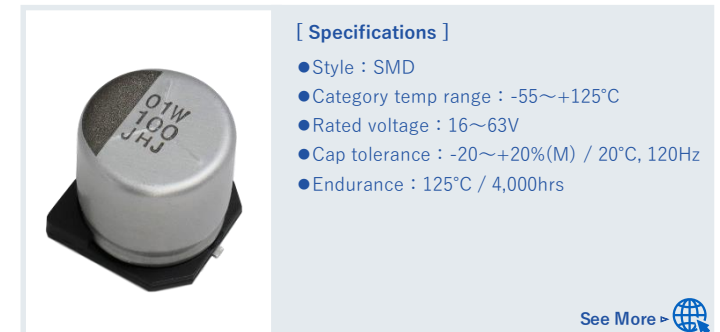 01W
100
JHJ
[ Specifications ]
●Style：SMD
●Category temp range：-55～+125℃
●Rated voltage：16～63V
●Cap tolerance：-20～+20%(M) / 20℃, 120Hz
●Endurance：125℃ / 4,000hrs
See More ▻